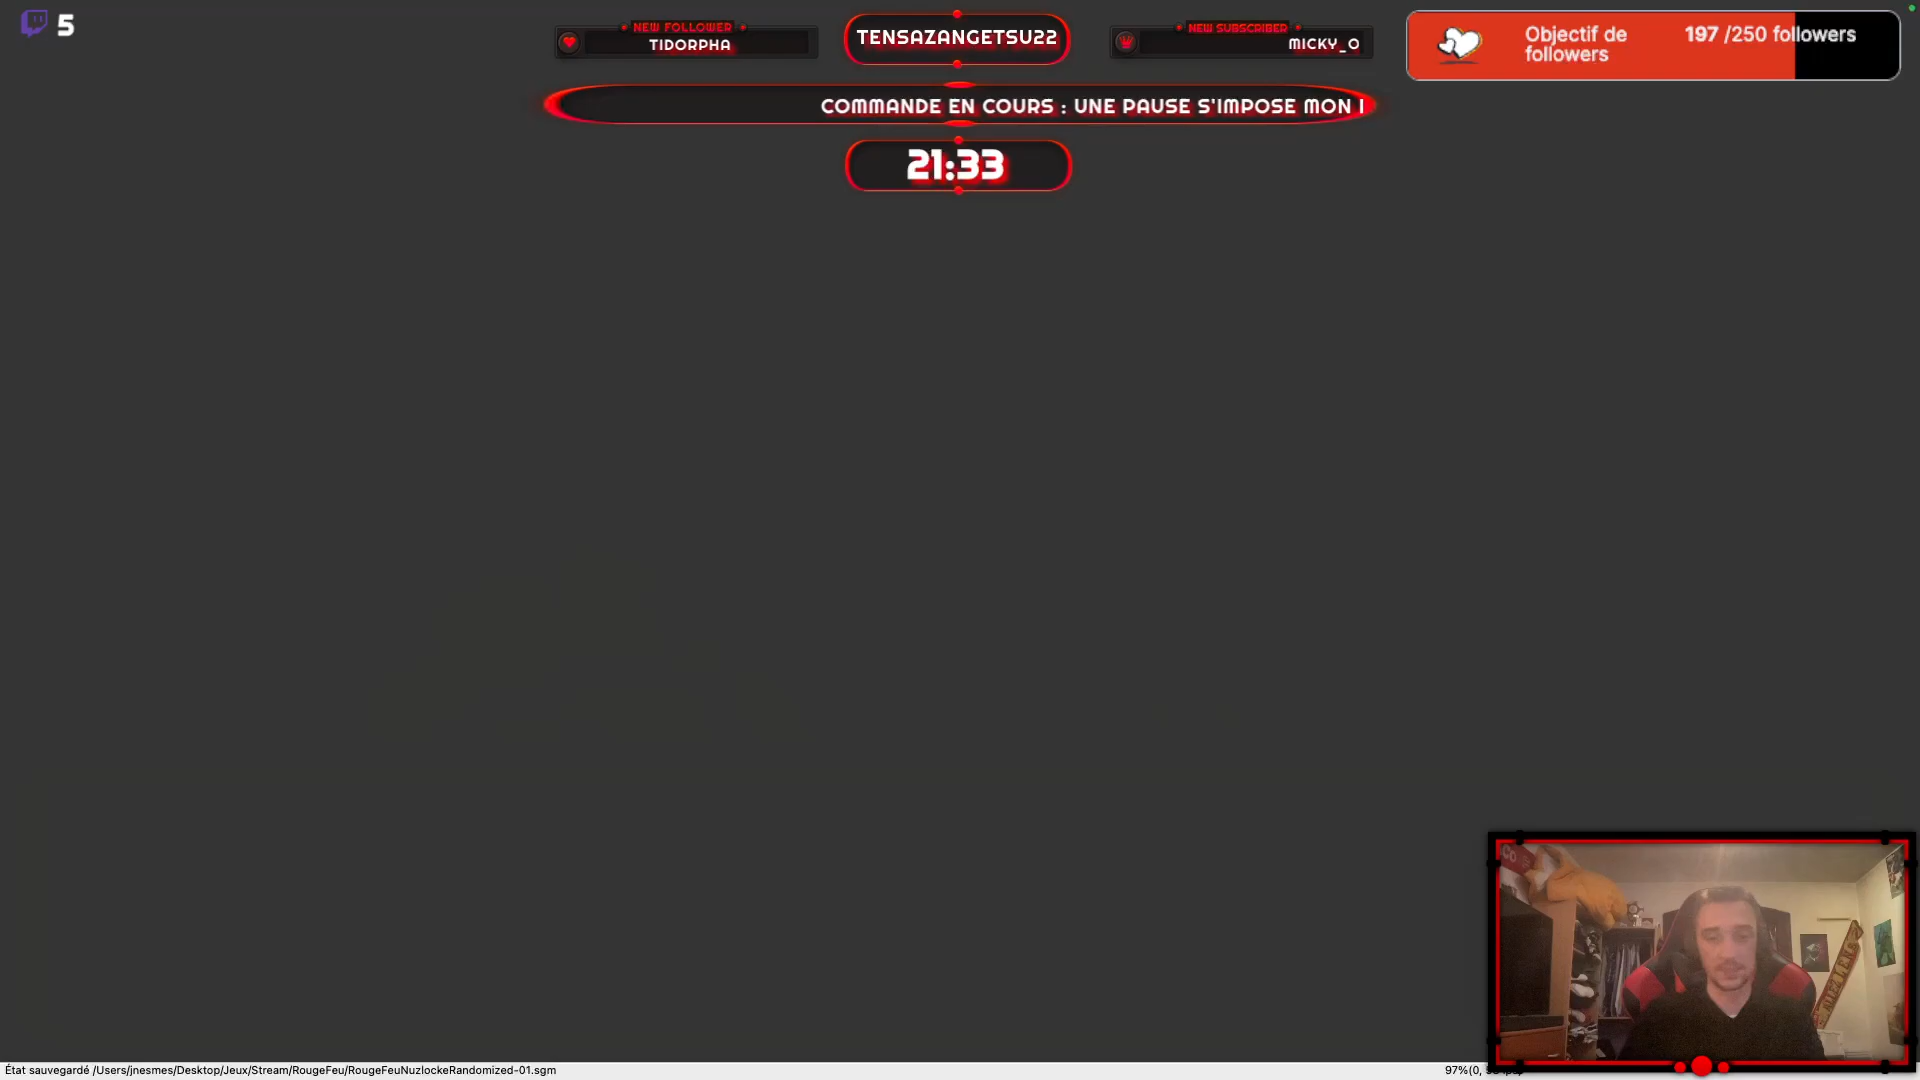 5
NEW FOLLOWER
TIDORPHA
TENSAZANGETSU22
NEW SUBSCRIBER
MICKY_O
Objectif de followers
197 /250 followers
COMMANDE EN COURS : UNE PAUSE S'IMPOSE MON
21:33
ALLEZ
État sauvegardé /Users/jnesmes/Desktop/Jeux/Stream/RougeFeu/RougeFeuNuzlockeRandomized-01.sgm
97%(0,